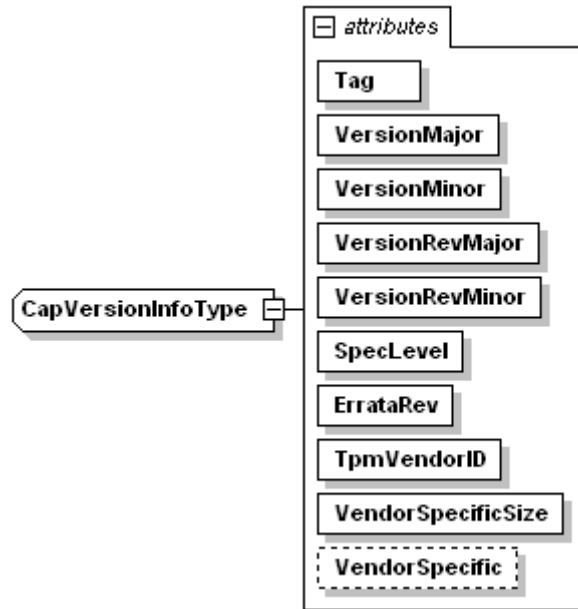 attributes
Tag
VersionMajor
VersionMinor
VersionRevMajor
CapVersionInfoType
VersionRevMinor
SpecLevel
ErrataRev
TpmVendorID
VendorSpecificSize
VendorSpecific